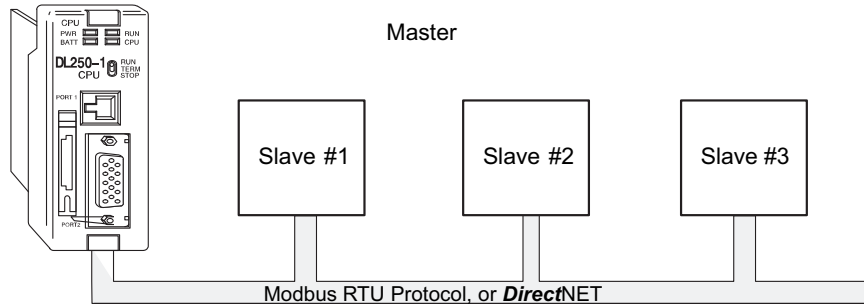 CPU
PWR RUN
BATT CPU
DL250–1 RUN
TERM
CPU STOP
PORT 1
PORT2
Master
Slave #1
Slave #2
Slave #3
Modbus RTU Protocol, or DirectNET